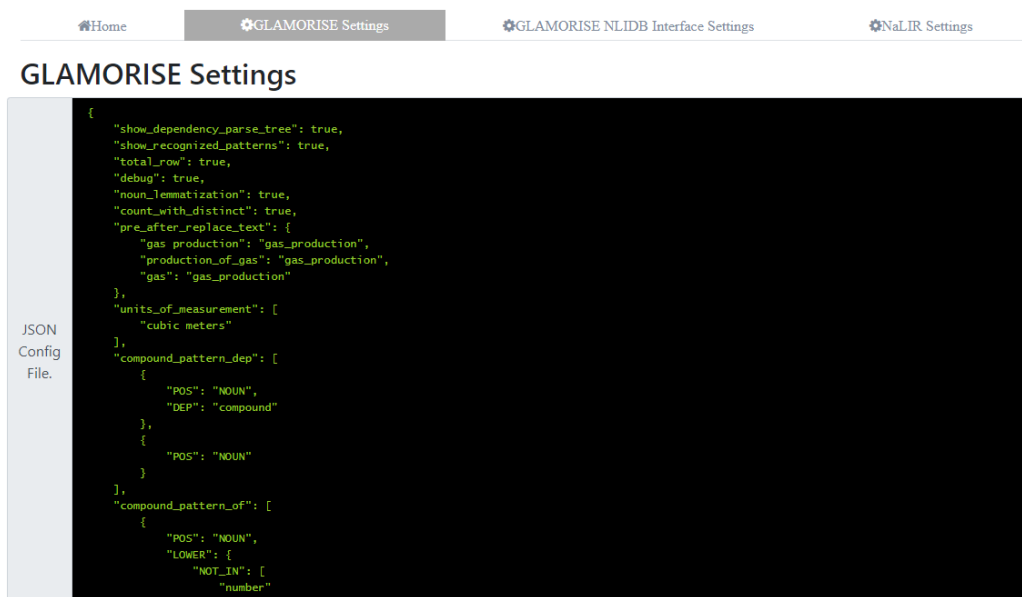 Home GLAMORISE Settings GLAMORISE NLIDB Interface Settings NaLIR Settings
GLAMORISE Settings
JSON
Config
File.
{
    "show_dependency_parse_tree": true,
    "show_recognized_patterns": true,
    "total_row": true,
    "debug": true,
    "noun_lemmatization": true,
    "count_with_distinct": true,
    "pre_after_replace_text": {
        "gas production": "gas_production",
        "production_of_gas": "gas_production",
        "gas": "gas_production"
    },
    "units_of_measurement": [
        "cubic meters"
    ],
    "compound_pattern_dep": [
        {
            "POS": "NOUN",
            "DEP": "compound"
        },
        {
            "POS": "NOUN"
        }
    ],
    "compound_pattern_of": [
        {
            "POS": "NOUN",
            "LOWER": {
                "NOT_IN": [
                    "number"